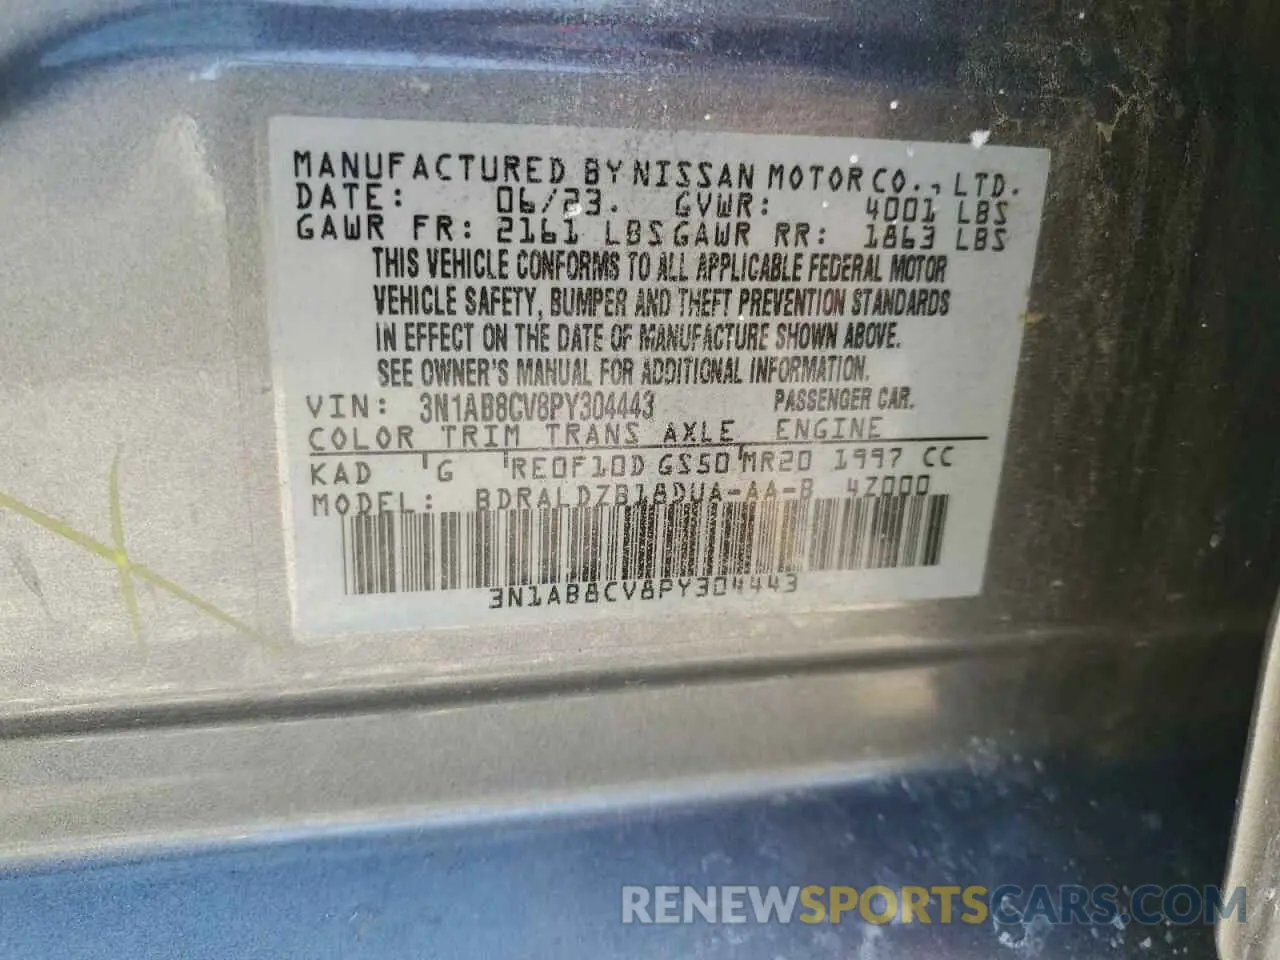 MANUFACTURED BY NISSAN MOTOR CO., LTD.
DATE: 06/23. GVWR: 4001 LBS
GAWR FR: 2161 LBS GAWR RR: 1863 LBS
THIS VEHICLE CONFORMS TO ALL APPLICABLE FEDERAL MOTOR
VEHICLE SAFETY, BUMPER AND THEFT PREVENTION STANDARDS
IN EFFECT ON THE DATE OF MANUFACTURE SHOWN ABOVE.
SEE OWNER'S MANUAL FOR ADDITIONAL INFORMATION.
VIN: 3N1AB8CV8PY304443 PASSENGER CAR.
COLOR TRIM TRANS AXLE ENGINE
KAD G RE0F10D GS50 MR20 1997 CC
MODEL: BDRALDZB18DUA-AA-B 4Z000
3N1AB8CV8PY304443
RENEWSPORTSCARS.COM